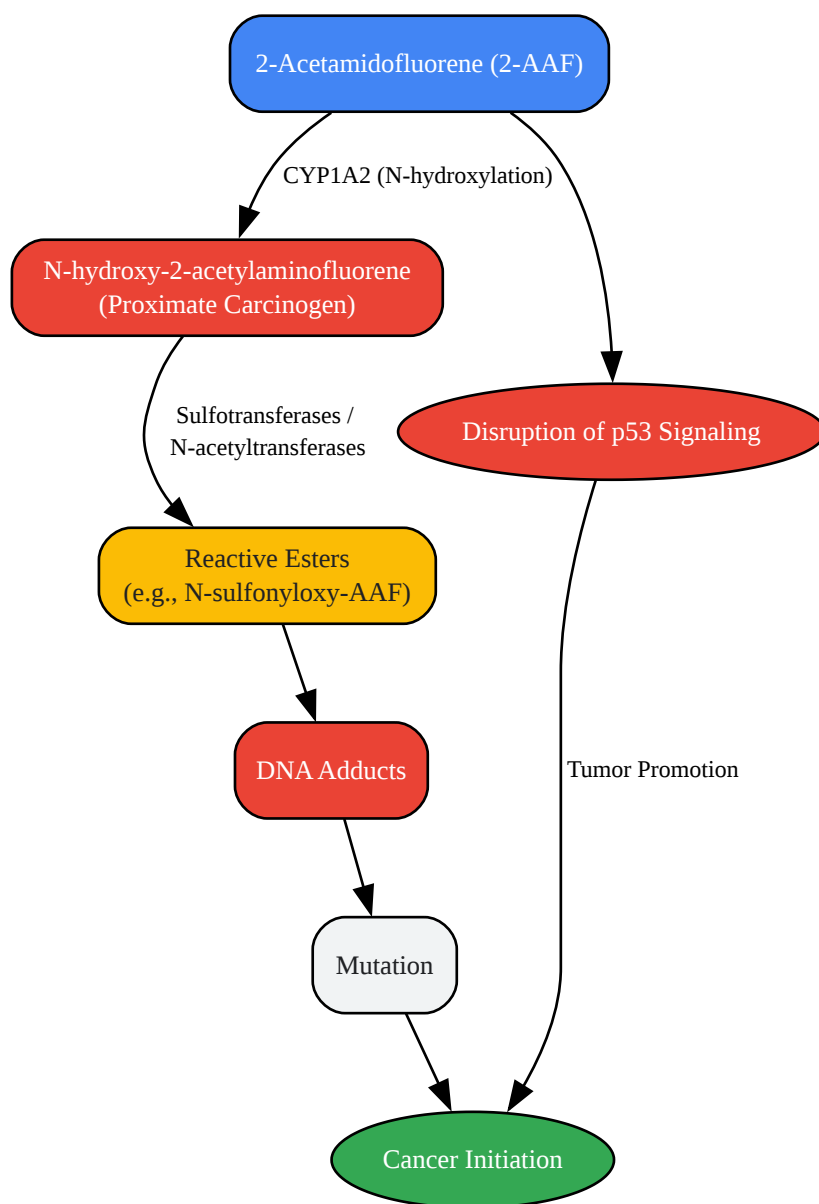 2-Acetamidofluorene (2-AAF)
CYP1A2 (N-hydroxylation)
N-hydroxy-2-acetylaminofluorene
(Proximate Carcinogen)
Sulfotransferases /
N-acetyltransferases
Disruption of p53 Signaling
Reactive Esters
(e.g., N-sulfonyloxy-AAF)
DNA Adducts
Tumor Promotion
Mutation
Cancer Initiation